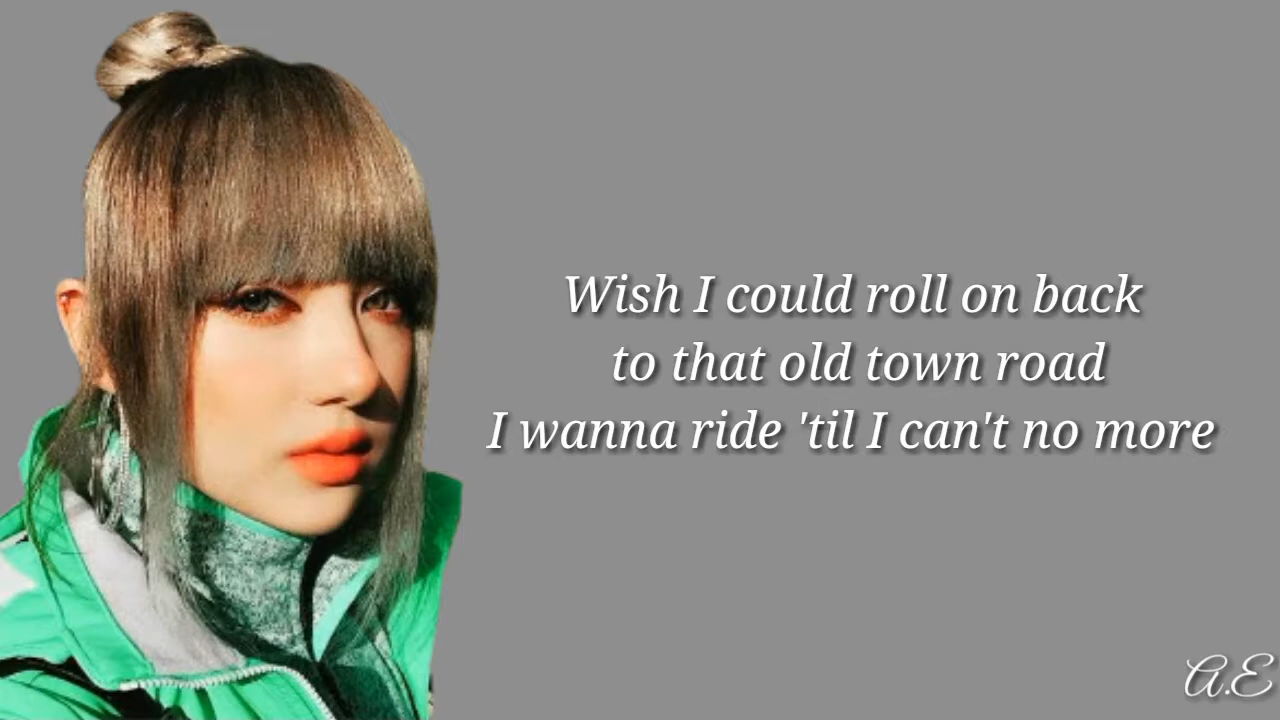 Wish I could roll on back
to that old town road
I wanna ride 'til I can't no more
A.E